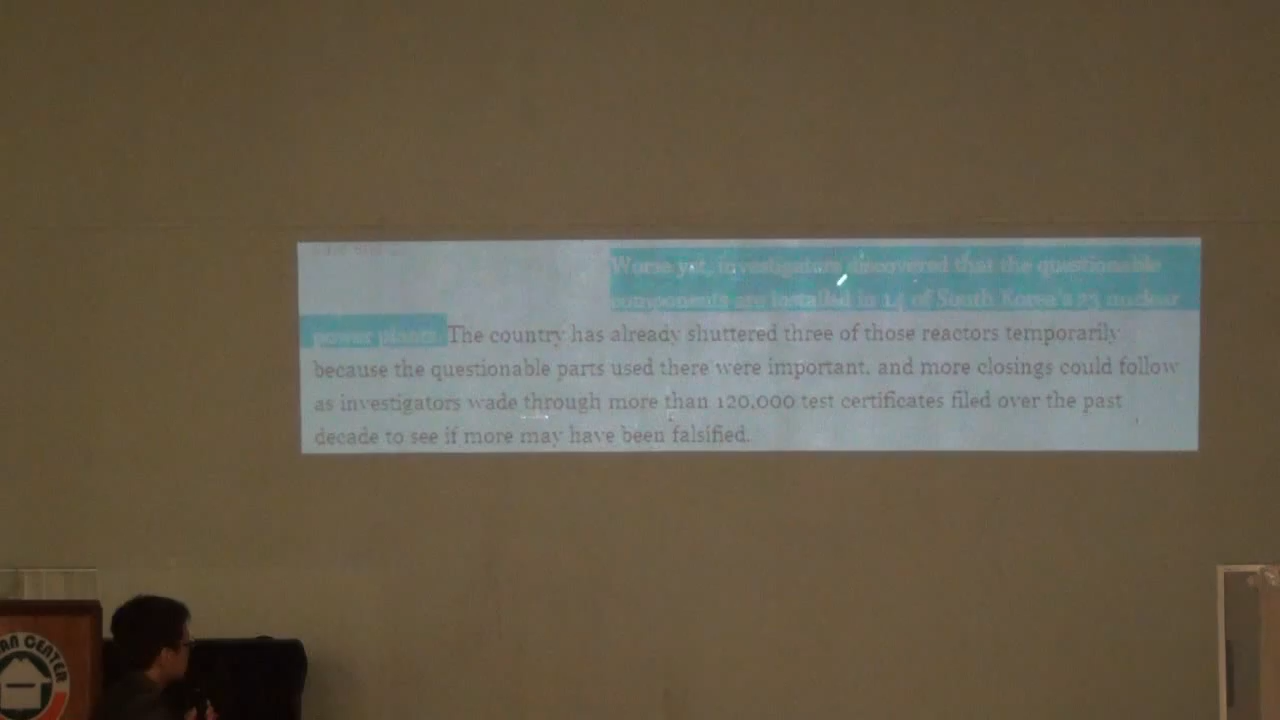 Worse yet, investigators discovered that the questionable
components are installed in 14 of South Korea's 23 nuclear
power plants. The country has already shuttered three of those reactors temporarily
because the questionable parts used there were important, and more closings could follow
as investigators wade through more than 120,000 test certificates filed over the past
decade to see if more may have been falsified.
CENTER